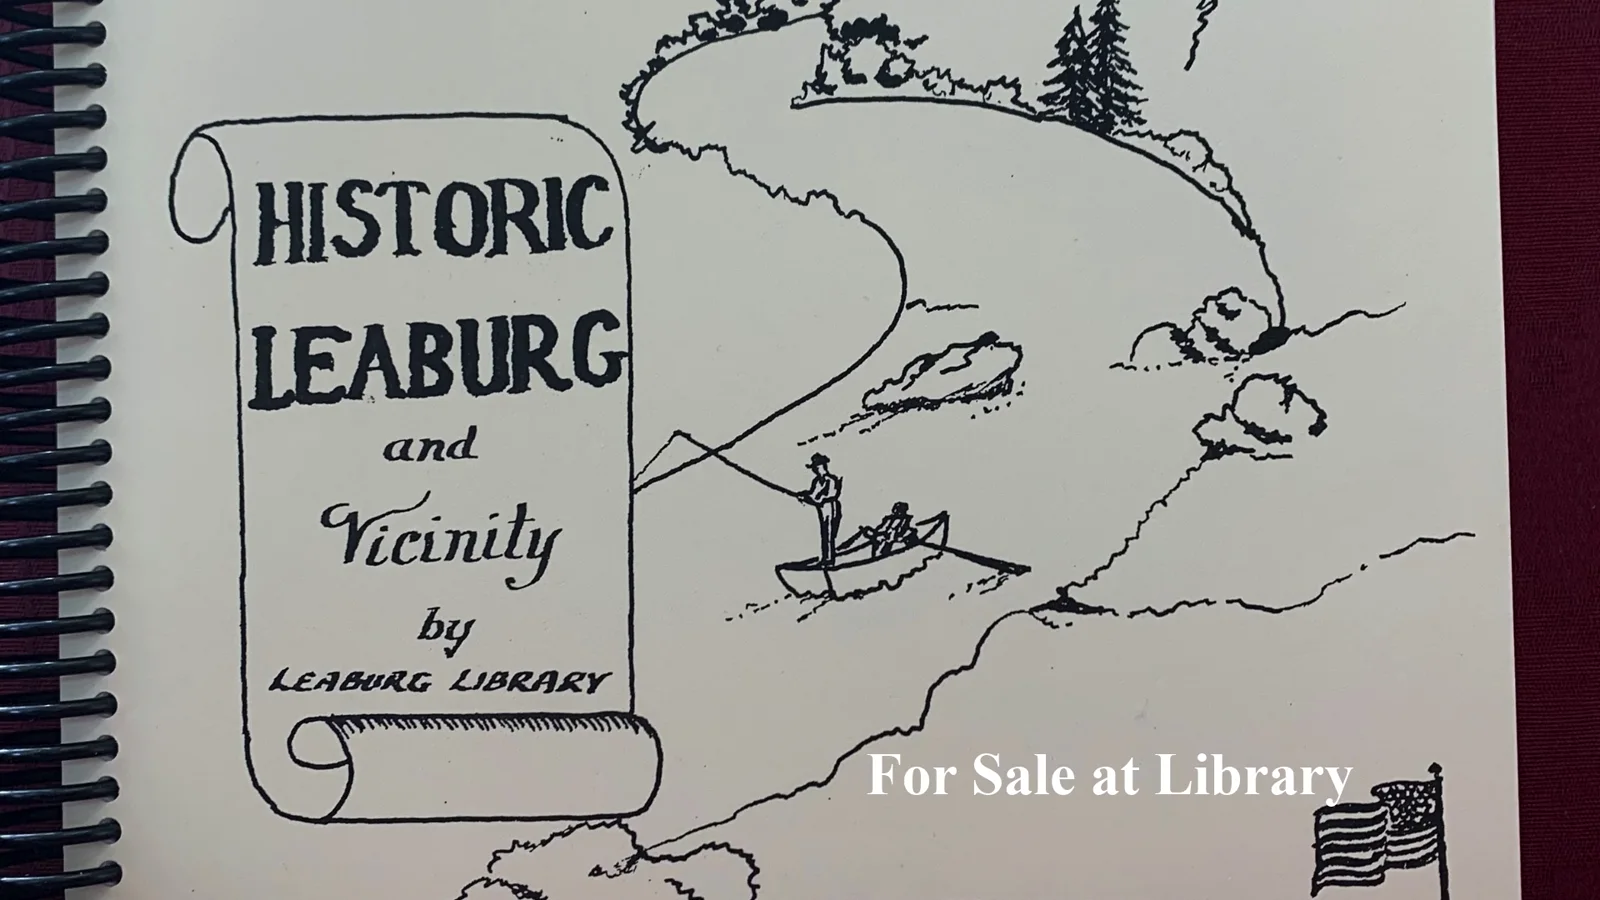 HISTORIC
LEABURG
and
Vicinity
by
LEABURG LIBRARY
For Sale at Library